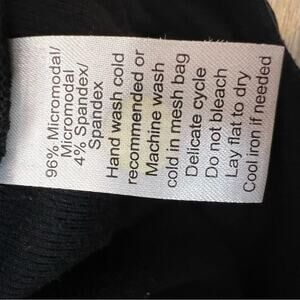 96% Micromodal/
Micromodal
4% Spandex/
Spandex
Hand wash cold
recommended or
Machine wash
cold in mesh bag
Delicate cycle
Do not bleach
Lay flat to dry
Cool iron if needed